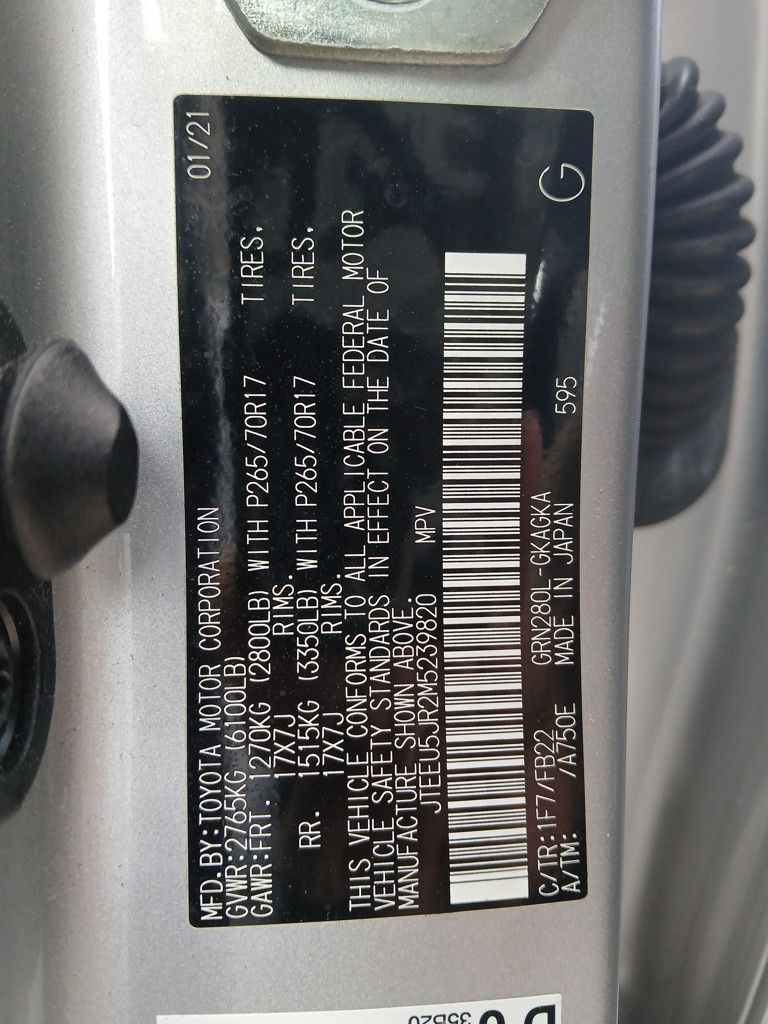 MFD.BY:TOYOTA MOTOR CORPORATION 01/21
GVWR:2765KG (6100LB)
GAWR:FRT. 1270KG (2800LB) WITH P265/70R17 TIRES.
17X7J RIMS.
RR. 1515KG (3350LB) WITH P265/70R17 TIRES.
17X7J RIMS.
THIS VEHICLE CONFORMS TO ALL APPLICABLE FEDERAL MOTOR
VEHICLE SAFETY STANDARDS IN EFFECT ON THE DATE OF
MANUFACTURE SHOWN ABOVE.
JTEEU5JR2M5239820 MPV
C/TR:1F7/FB22 GRN280L-GKAGKA
A/TM: /A750E MADE IN JAPAN 595
G